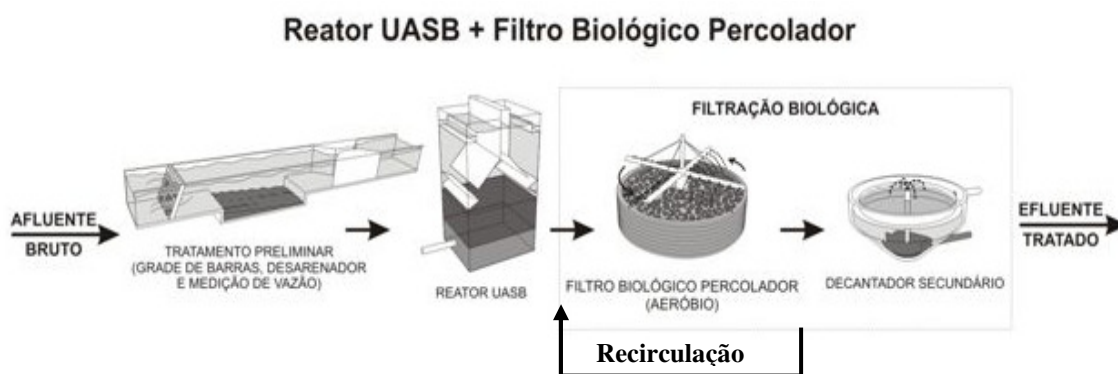 Reator UASB + Filtro Biológico Percolador
FILTRAÇÃO BIOLÓGICA
AFLUENTE
BRUTO
TRATAMENTO PRELIMINAR
(GRADE DE BARRAS, DESARENADOR
E MEDIÇÃO DE VAZÃO)
REATOR UASB
FILTRO BIOLÓGICO PERCOLADOR
(AERÓBIO)
DECANTADOR SECUNDÁRIO
EFLUENTE
TRATADO
Recirculação